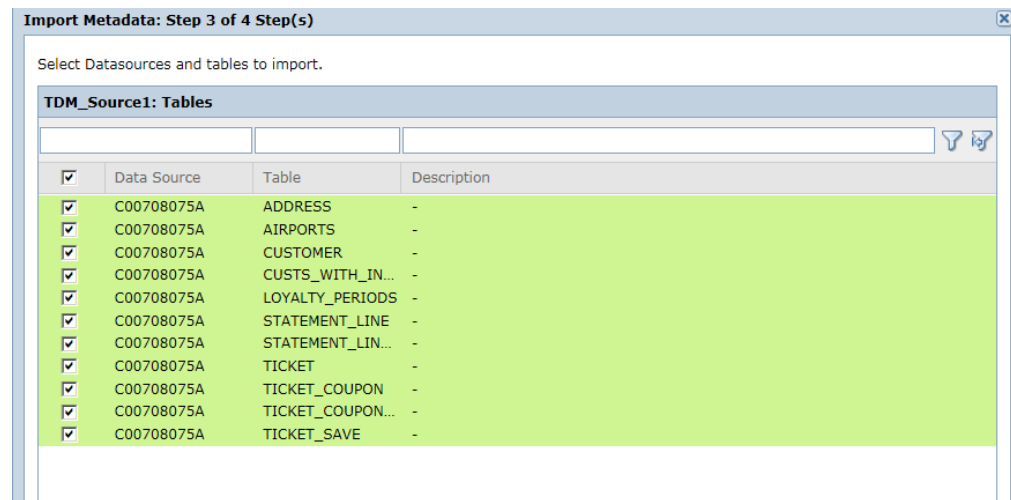 Import Metadata: Step 3 of 4 Step(s)
Select Datasources and tables to import.
TDM_Source1: Tables
Data Source Table Description
C00708075A ADDRESS -
C00708075A AIRPORTS -
C00708075A CUSTOMER -
C00708075A CUSTS_WITH_IN... -
C00708075A LOYALTY_PERIODS -
C00708075A STATEMENT_LINE -
C00708075A STATEMENT_LIN... -
C00708075A TICKET -
C00708075A TICKET_COUPON -
C00708075A TICKET_COUPON... -
C00708075A TICKET_SAVE -